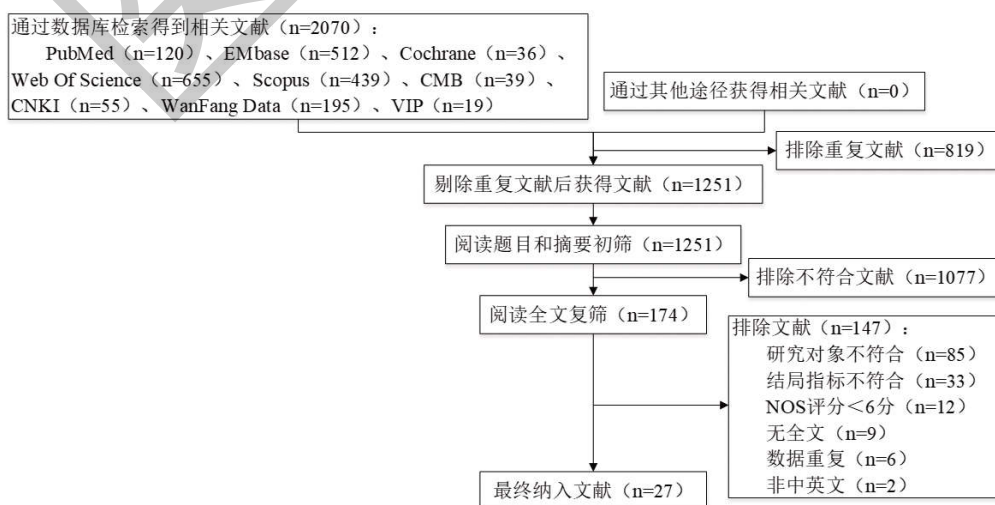 通过数据库检索得到相关文献（n=2070）：
PubMed（n=120）、EMbase（n=512）、Cochrane（n=36）、
Web Of Science（n=655）、Scopus（n=439）、CMB（n=39）、
CNKI（n=55）、WanFang Data（n=195）、VIP（n=19）
通过其他途径获得相关文献（n=0）
排除重复文献（n=819）
剔除重复文献后获得文献（n=1251）
阅读题目和摘要初筛（n=1251）
排除不符合文献（n=1077）
阅读全文复筛（n=174）
排除文献（n=147）：
研究对象不符合（n=85）
结局指标不符合（n=33）
NOS评分＜6分（n=12）
无全文（n=9）
数据重复（n=6）
非中英文（n=2）
最终纳入文献（n=27）